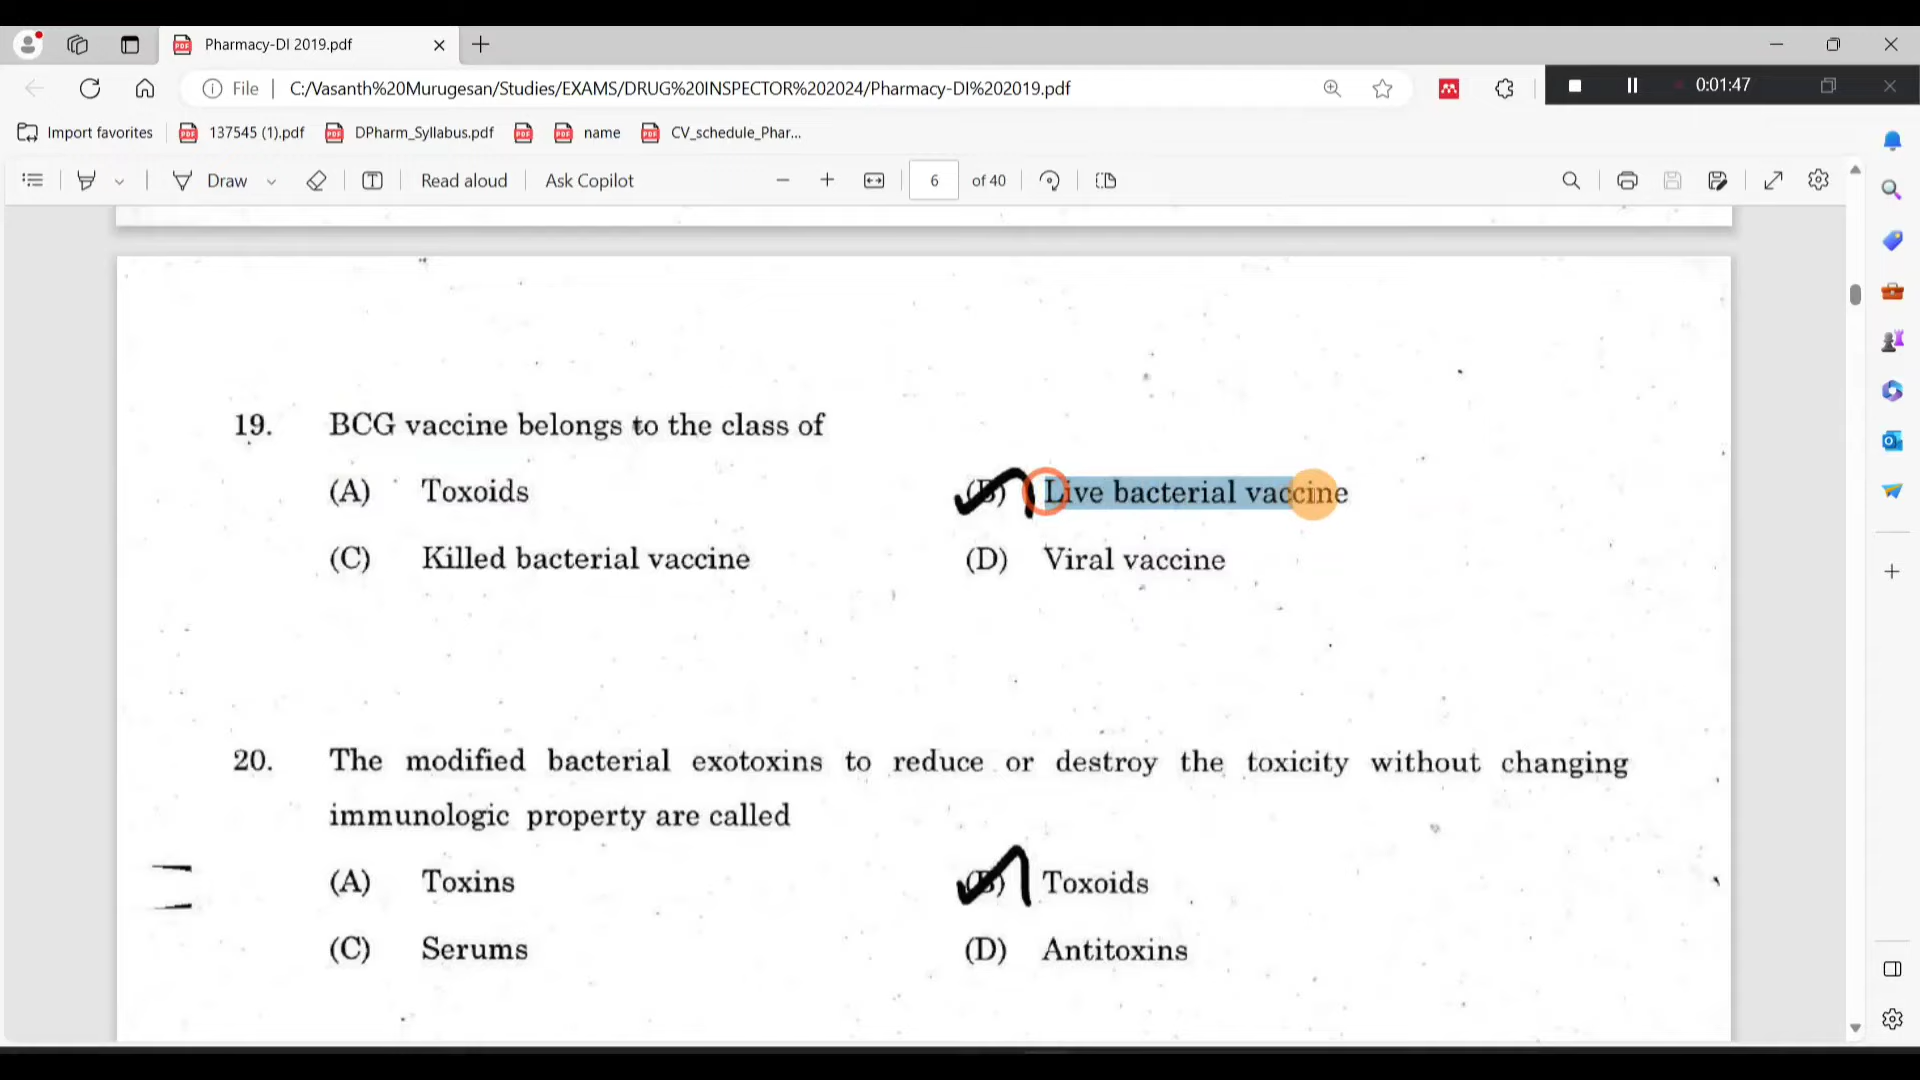 Pharmacy-DI 2019.pdf
File
C:/Vasanth%20Murugesan/Studies/EXAMS/DRUG%20INSPECTOR%202024/Pharmacy-DI%202019.pdf
0:01:47
Import favorites
137545 (1).pdf
DPharm_Syllabus.pdf
name
CV_schedule_Phar...
Draw
Read aloud
Ask Copilot
6
of 40
19. BCG vaccine belongs to the class of
(A) Toxoids
(B) Live bacterial vaccine
(C) Killed bacterial vaccine
(D) Viral vaccine
20. The modified bacterial exotoxins to reduce or destroy the toxicity without changing
immunologic property are called
(A) Toxins
(B) Toxoids
(C) Serums
(D) Antitoxins